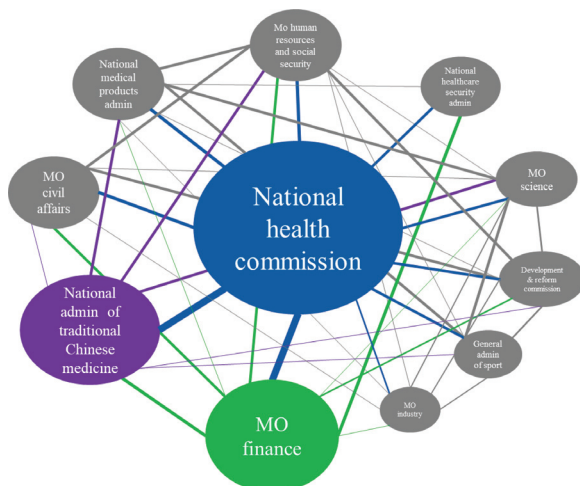 Mo human
resources
and social
security
National
medical
products
admin
National
healthcare
security
admin
MO
civil
affairs
National
health
commission
MO
science
Development
& reform
commission
National
admin of
traditional
Chinese
medicine
General
admin
of sport
MO
industry
MO
finance